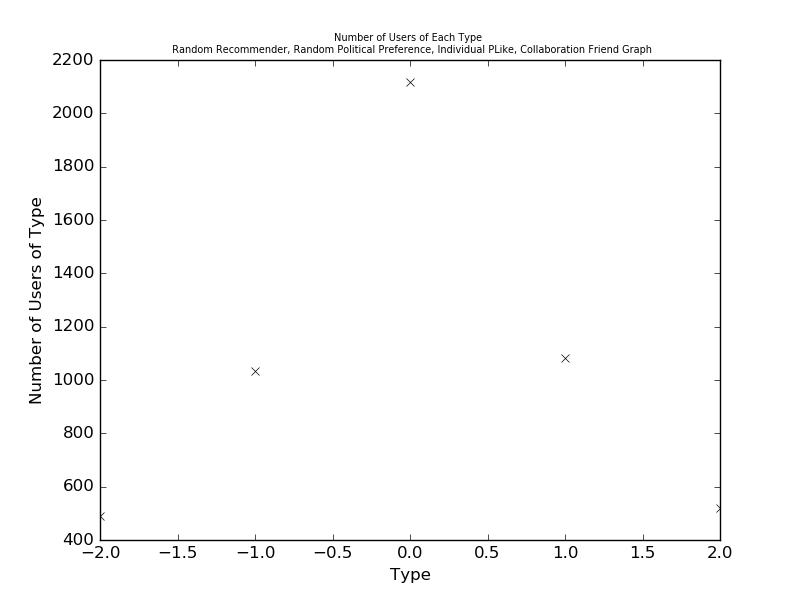 Number of Users of Each Type
Random Recommender, Random Political Preference, Individual PLike, Collaboration Friend Graph
2200
2000
1800
1600
1400
1200
1000
800
600
400
Number of Users of Type
−2.0 −1.5 −1.0 −0.5 0.0 0.5 1.0 1.5 2.0
Type